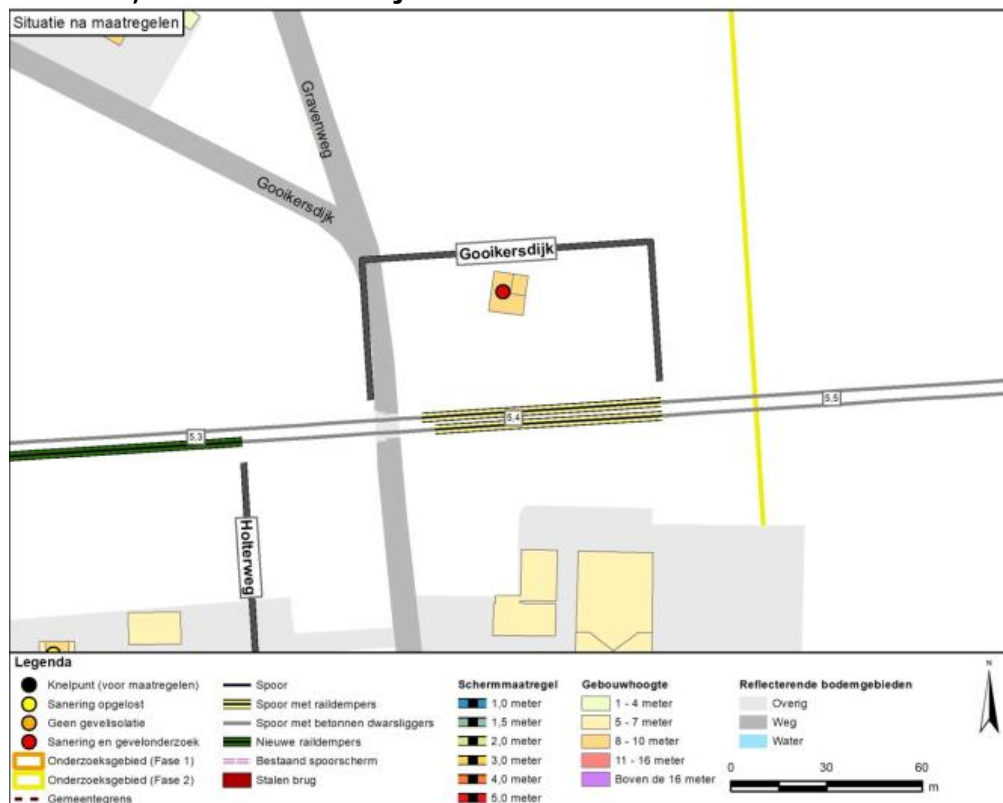 Situatie na maatregelen
Gravenweg
Gooikersdijk
Gooikersdijk
5,3
5,4
5,5
Holterweg
Legenda
Knelpunt (voor maatregelen)
Sanering opgelost
Geen gevelisolatie
Sanering en gevelonderzoek
Onderzoeksgebied (Fase 1)
Onderzoeksgebied (Fase 2)
Gemeentegrens
Spoor
Spoor met raildempers
Spoor met betonnen dwarsliggers
Nieuwe raildempers
Bestaand spoorscherm
Stalen brug
Schermmaatregel
1,0 meter
1,5 meter
2,0 meter
3,0 meter
4,0 meter
5,0 meter
Gebouwhoogte
1 - 4 meter
5 - 7 meter
8 - 10 meter
11 - 16 meter
Boven de 16 meter
Reflecterende bodemgebieden
Overig
Weg
Water
N
0 30 60
m